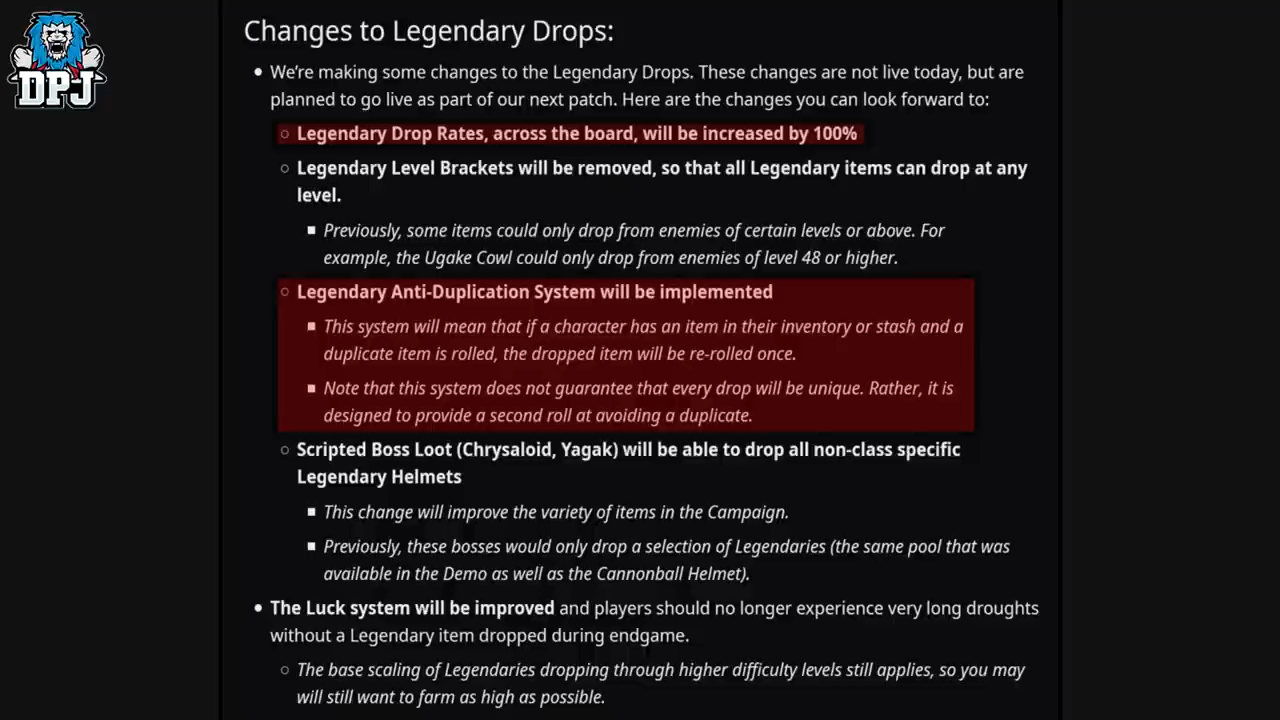 DPJ
Changes to Legendary Drops:
We're making some changes to the Legendary Drops. These changes are not live today, but are
planned to go live as part of our next patch. Here are the changes you can look forward to:
Legendary Drop Rates, across the board, will be increased by 100%
Legendary Level Brackets will be removed, so that all Legendary items can drop at any
level.
Previously, some items could only drop from enemies of certain levels or above. For
example, the Ugake Cowl could only drop from enemies of level 48 or higher.
Legendary Anti-Duplication System will be implemented
This system will mean that if a character has an item in their inventory or stash and a
duplicate item is rolled, the dropped item will be re-rolled once.
Note that this system does not guarantee that every drop will be unique. Rather, it is
designed to provide a second roll at avoiding a duplicate.
Scripted Boss Loot (Chrysaloid, Yagak) will be able to drop all non-class specific
Legendary Helmets
This change will improve the variety of items in the Campaign.
Previously, these bosses would only drop a selection of Legendaries (the same pool that was
available in the Demo as well as the Cannonball Helmet).
The Luck system will be improved and players should no longer experience very long droughts
without a Legendary item dropped during endgame.
The base scaling of Legendaries dropping through higher difficulty levels still applies, so you may
will still want to farm as high as possible.